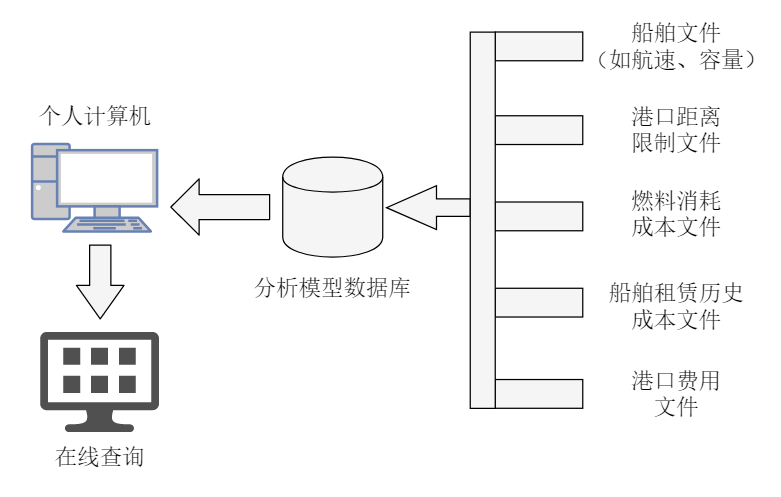 船舶文件
（如航速、容量）
个人计算机
港口距离
限制文件
燃料消耗
成本文件
分析模型数据库
船舶租赁历史
成本文件
港口费用
文件
在线查询